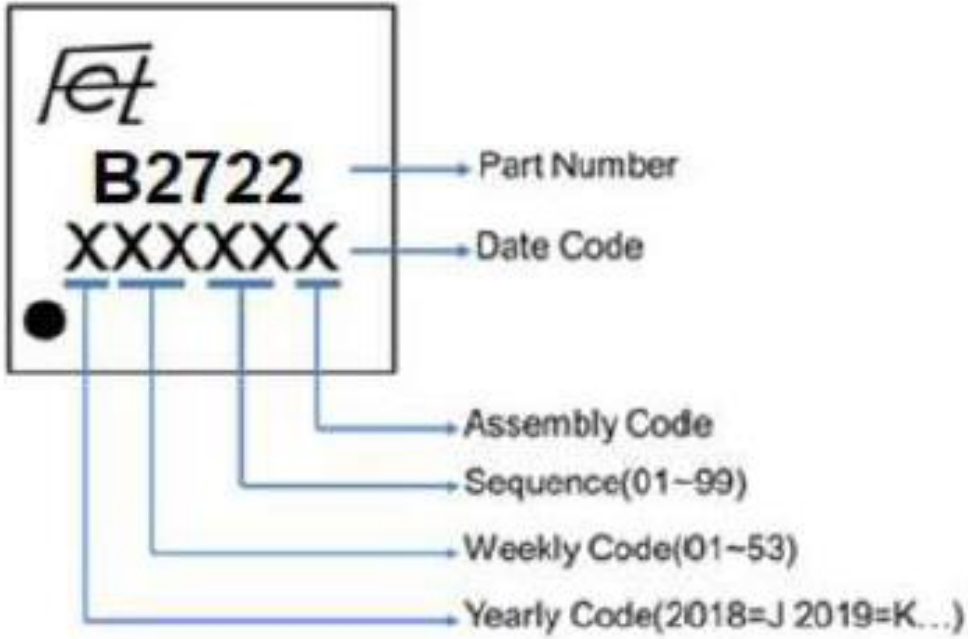 Fet
B2722
XXXXXX
Part Number
Date Code
Assembly Code
Sequence(01~99)
Weekly Code(01~53)
Yearly Code(2018=J 2019=K...)